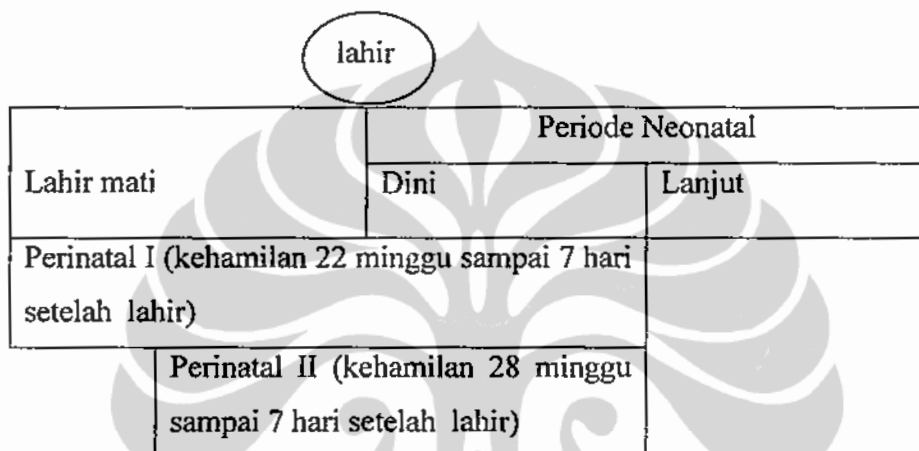 lahir
Periode Neonatal
Lahir mati
Dini
Lanjut
Perinatal I (kehamilan 22 minggu sampai 7 hari
setelah lahir)
Perinatal II (kehamilan 28 minggu
sampai 7 hari setelah lahir)